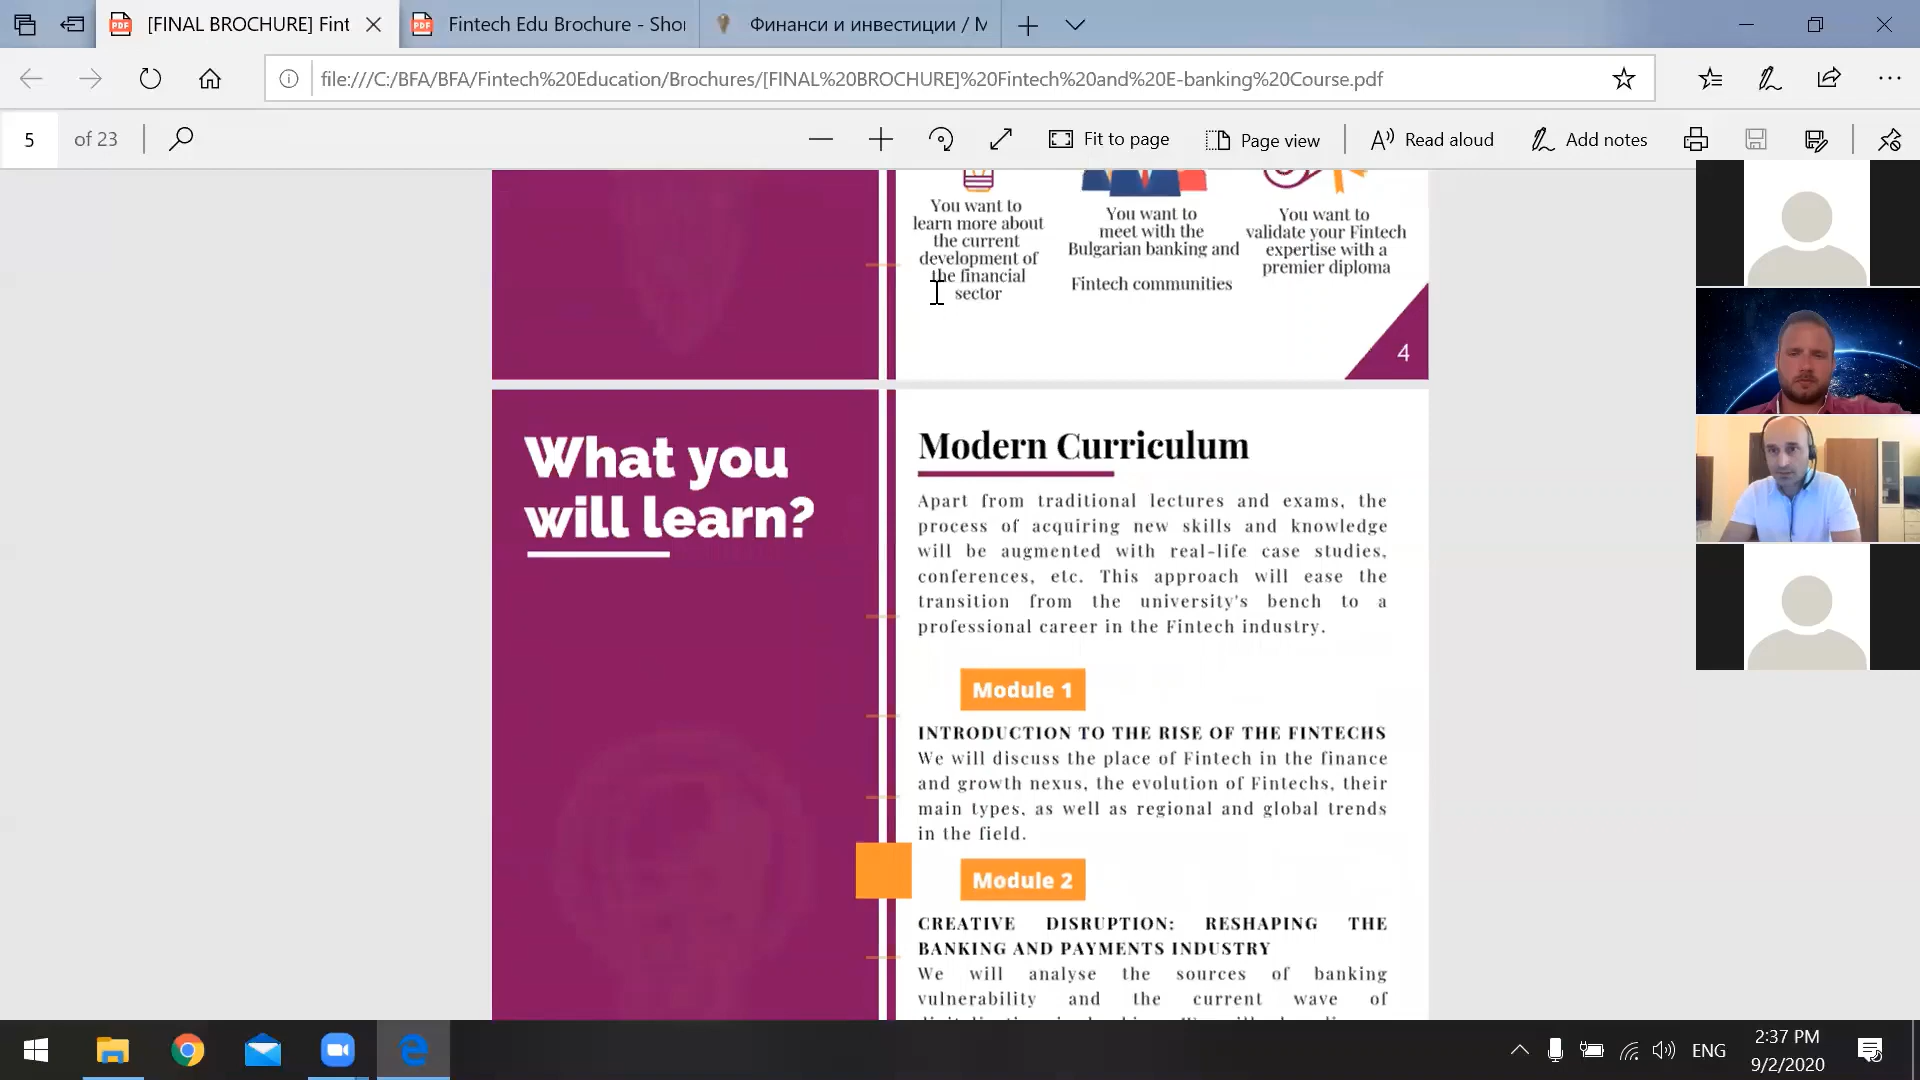 [FINAL BROCHURE] Fint
Fintech Edu Brochure - Sho
Финанси и инвестиции / М
file:///C:/BFA/BFA/Fintech%20Education/Brochures/[FINAL%20BROCHURE]%20Fintech%20and%20E-banking%20Course.pdf
5 of 23
Fit to page
Page view
Read aloud
Add notes
You want to
learn more about
the current
development of
the financial
sector
You want to
meet with the
Bulgarian banking and
Fintech communities
You want to
validate your Fintech
expertise with a
premier diploma
4
What you
will learn?
Modern Curriculum
Apart from traditional lectures and exams, the
process of acquiring new skills and knowledge
will be augmented with real-life case studies,
conferences, etc. This approach will ease the
transition from the university's bench to a
professional career in the Fintech industry.
Module 1
INTRODUCTION TO THE RISE OF THE FINTECHS
We will discuss the place of Fintech in the finance
and growth nexus, the evolution of Fintechs, their
main types, as well as regional and global trends
in the field.
Module 2
CREATIVE DISRUPTION: RESHAPING THE
BANKING AND PAYMENTS INDUSTRY
We will analyse the sources of banking
vulnerability and the current wave of
ENG
2:37 PM
9/2/2020